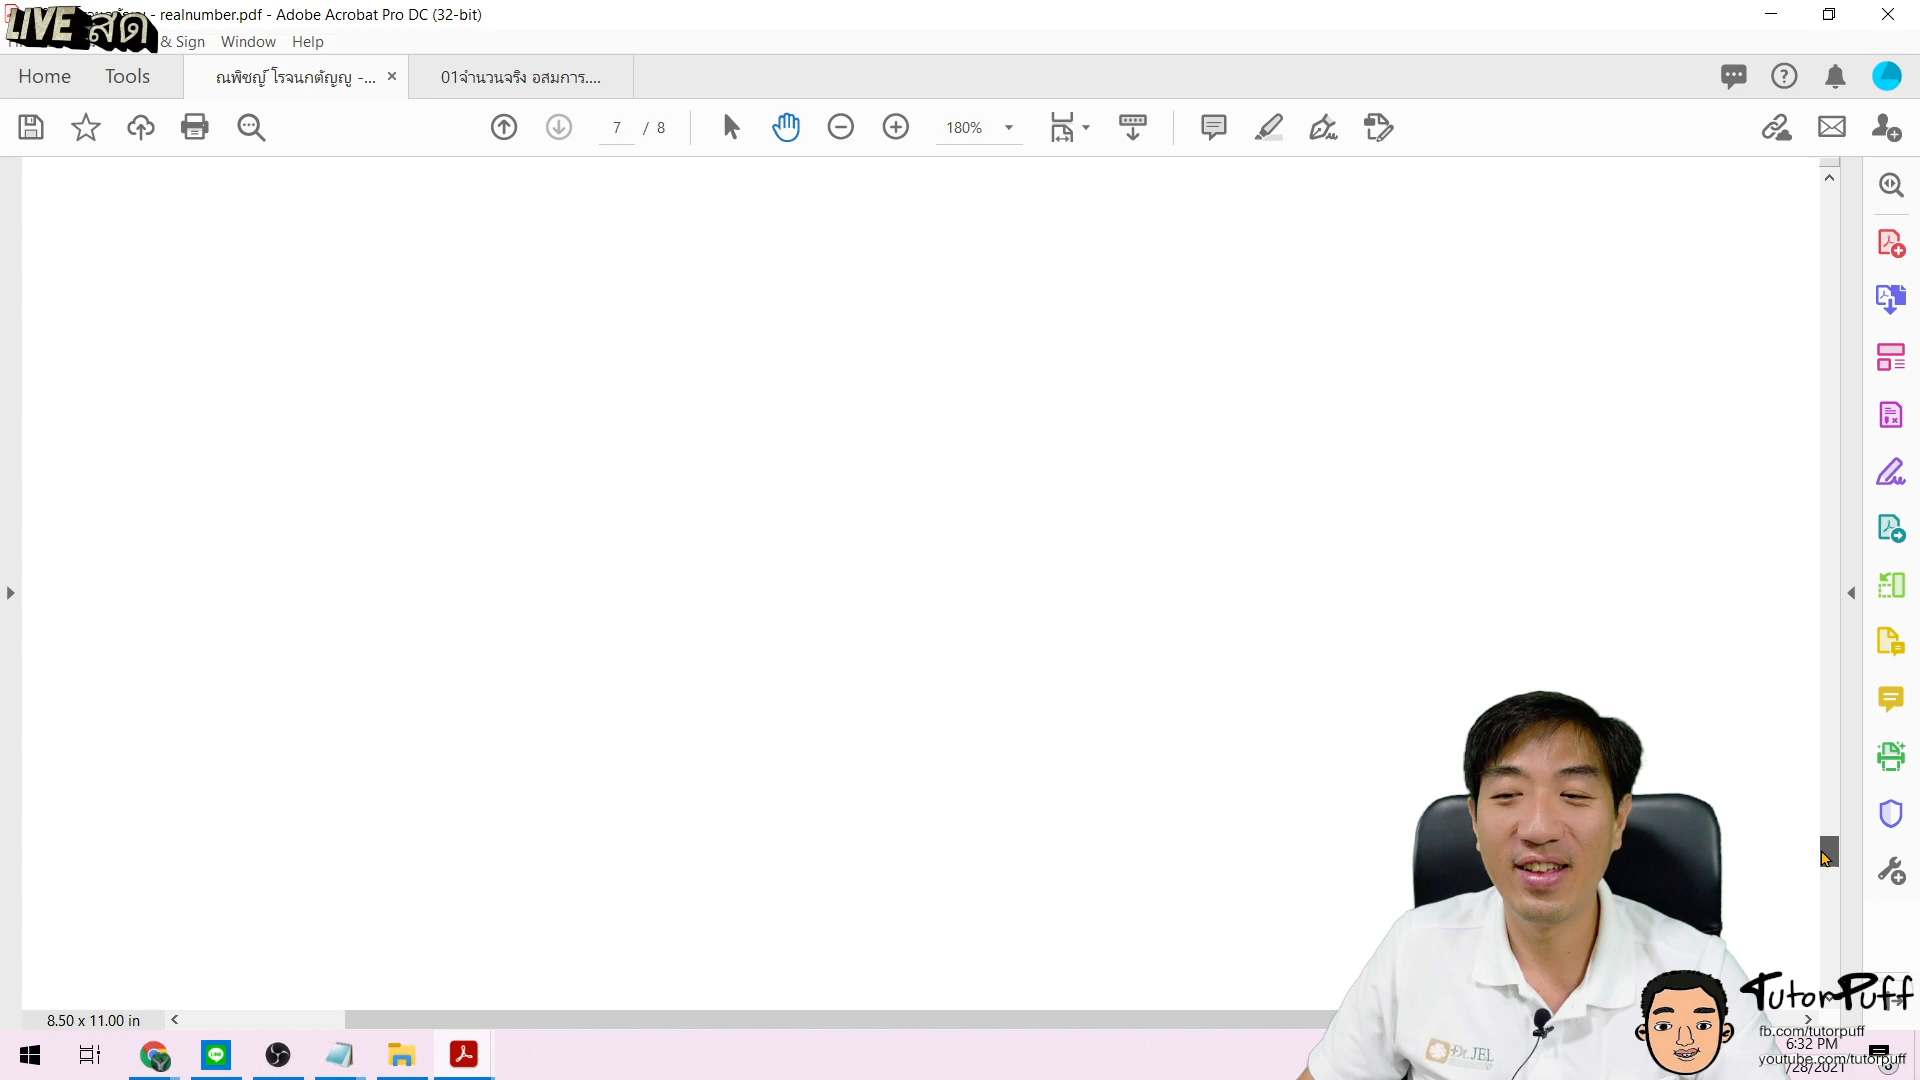 LIVE สด
- realnumber.pdf - Adobe Acrobat Pro DC (32-bit)
& Sign Window Help
Home Tools ณพิชญ์ โรจนกตัญญู -... 01จำนวนจริง อสมการ....
7 / 8 180%
8.50 x 11.00 in
Dr.JEL
TutorPuff
fb.com/tutorpuff
6:32 PM
youtube.com/tutorpuff
/28/2021